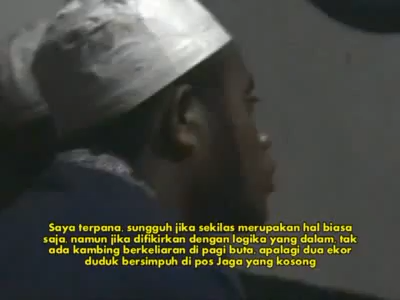 Saya terpana, sungguh jika sekilas merupakan hal biasa
saja, namun jika difikirkan dengan logika yang dalam, tak
ada kambing berkeliaran di pagi buta, apalagi dua ekor
duduk bersimpuh di pos Jaga yang kosong